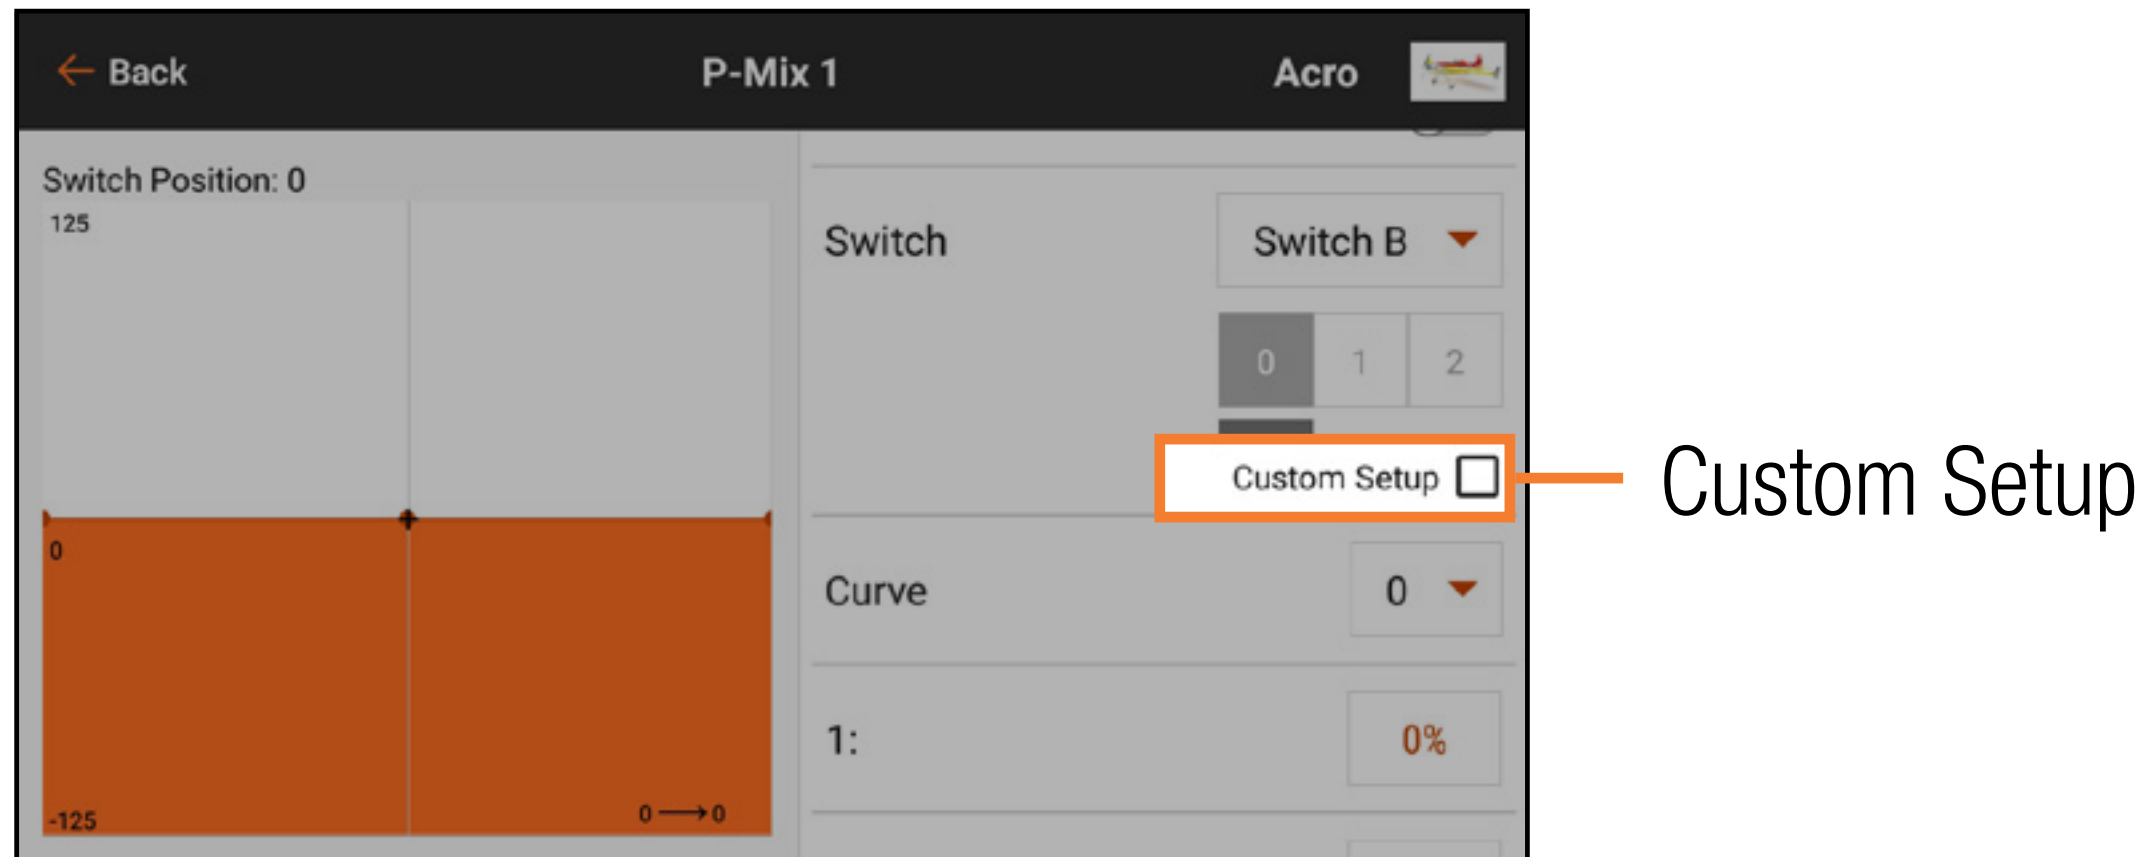 ← Back
P-Mix 1
Acro
Switch Position: 0
125
0
-125
0 → 0
Switch
Switch B
0 1 2
Custom Setup
Curve
0
1:
0%
Custom Setup